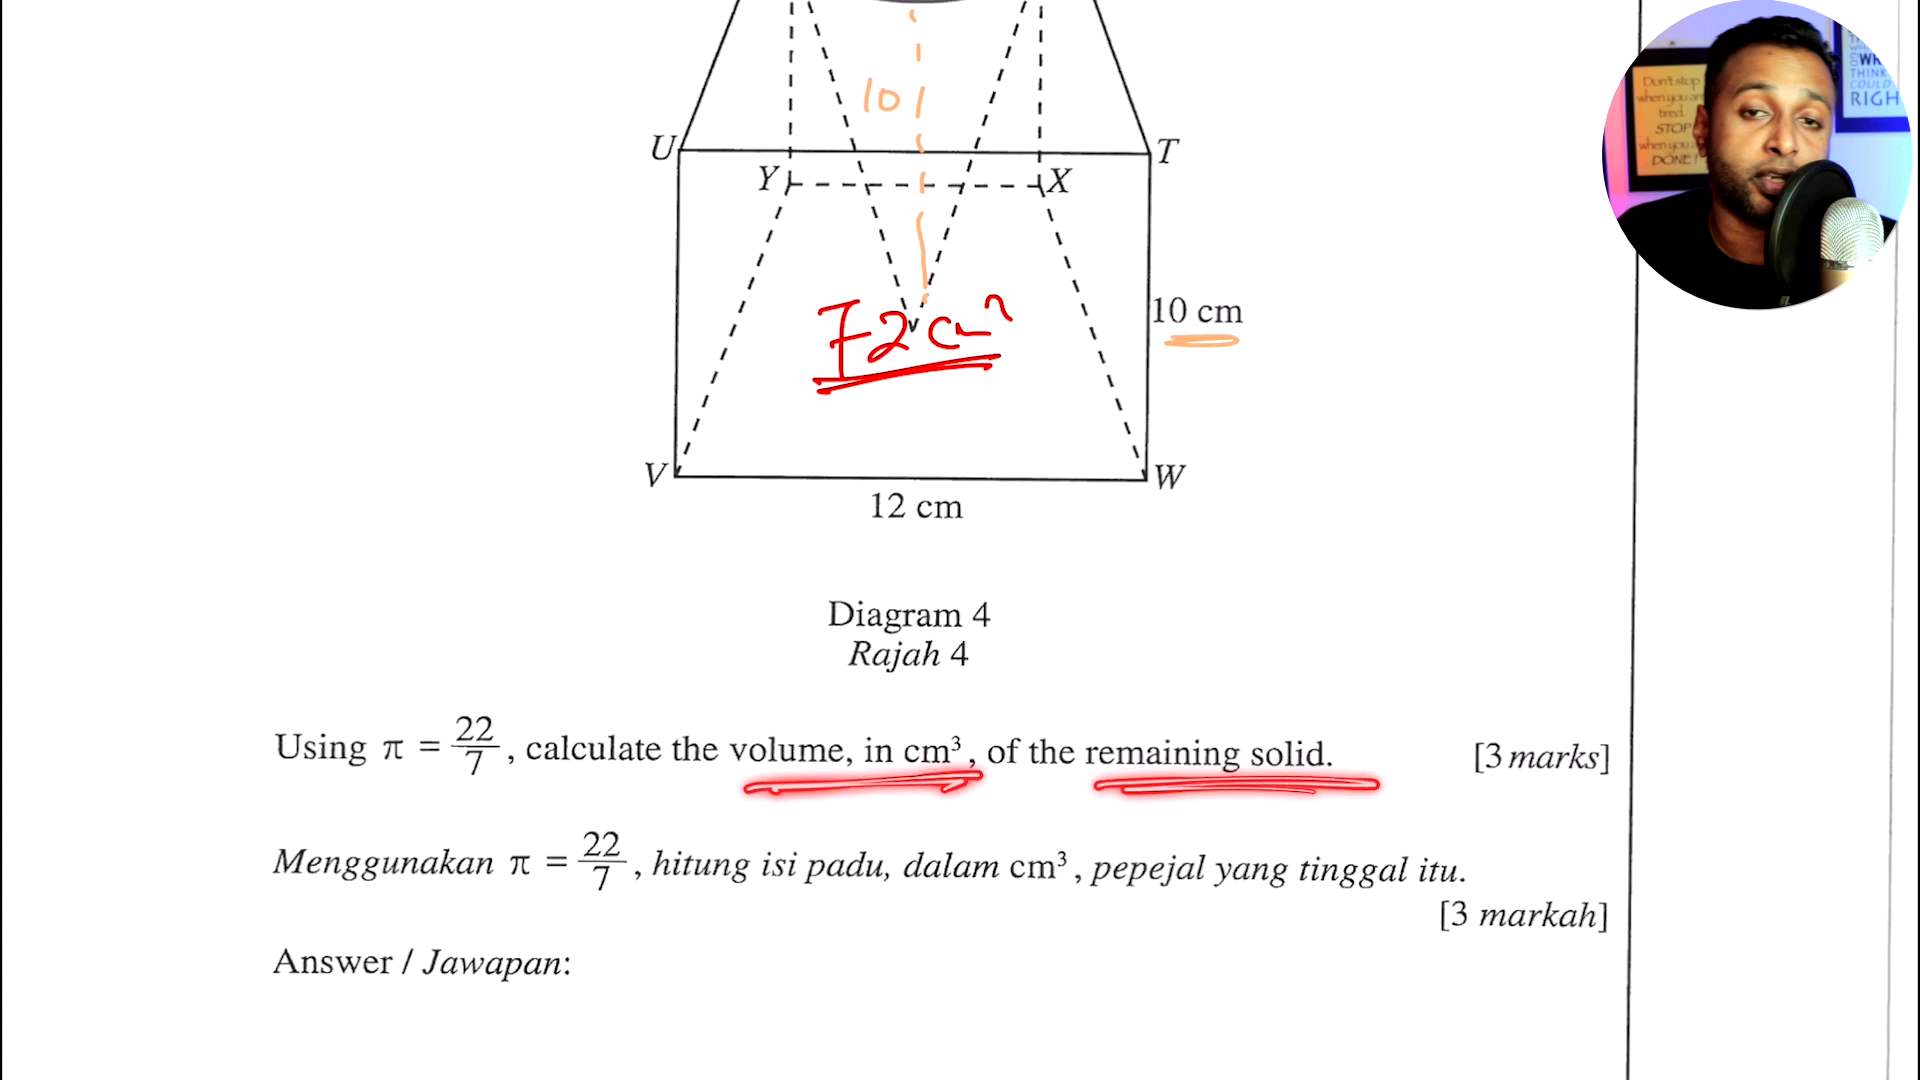 Don't stop
when you are
tired.
STOP
when you are
DONE!
THINK
COULD
RIGH
10
U
T
Y
X
10 cm
72 cm²
V
W
12 cm
Diagram 4
Rajah 4
Using π = 22/7, calculate the volume, in cm³, of the remaining solid. [3 marks]
Menggunakan π = 22/7, hitung isi padu, dalam cm³, pepejal yang tinggal itu.
[3 markah]
Answer / Jawapan: